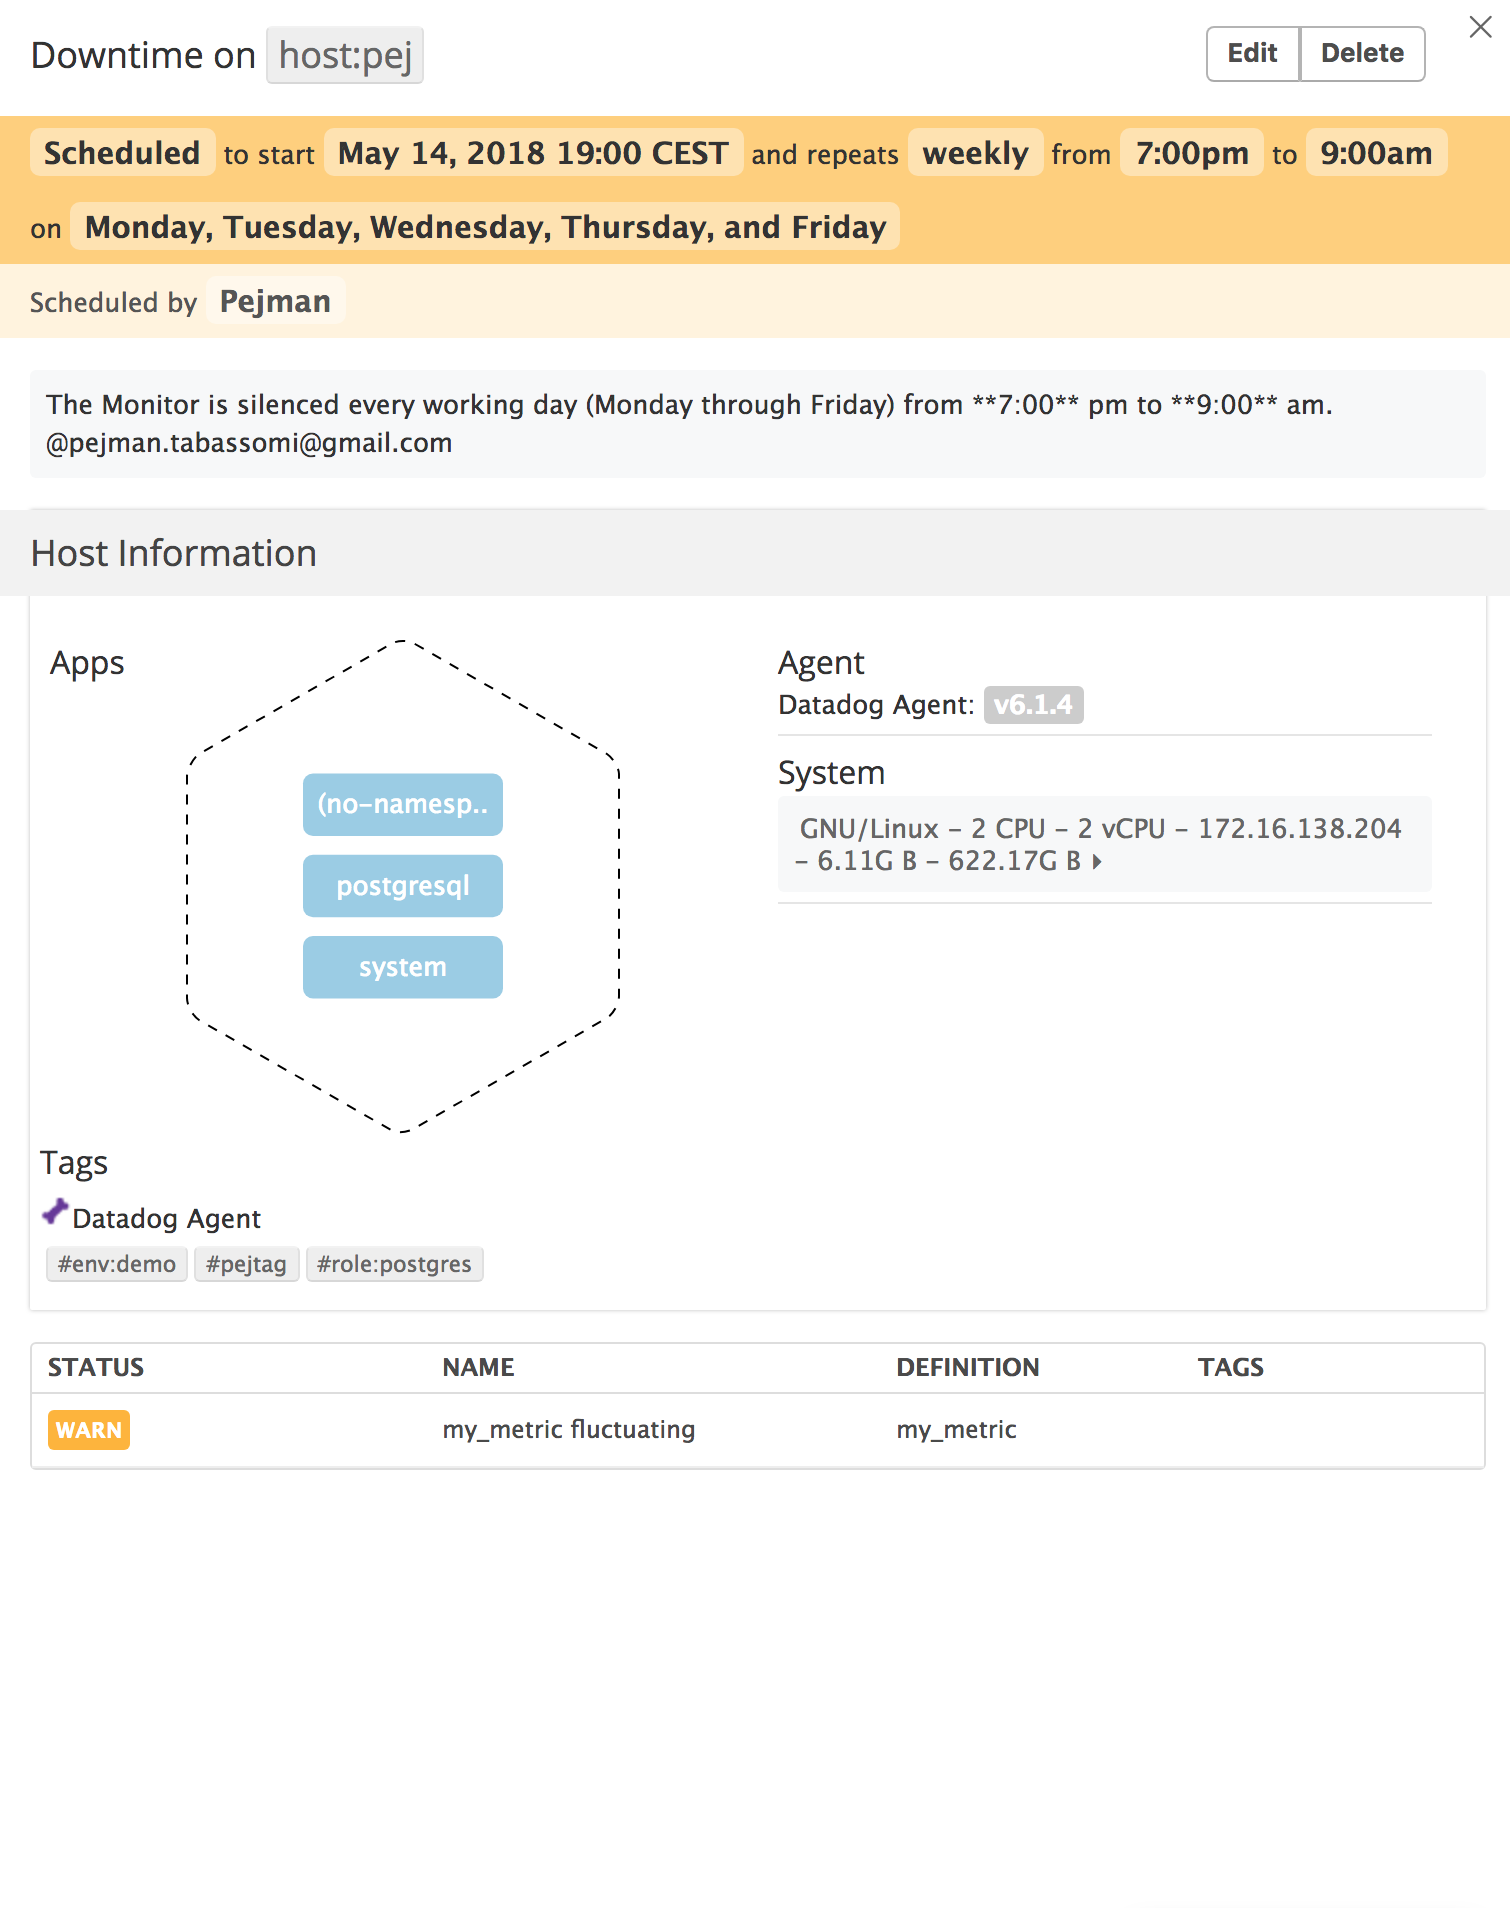 Downtime on host:pej
Edit Delete
Scheduled to start May 14, 2018 19:00 CEST and repeats weekly from 7:00pm to 9:00am
on Monday, Tuesday, Wednesday, Thursday, and Friday
Scheduled by Pejman
The Monitor is silenced every working day (Monday through Friday) from **7:00** pm to **9:00** am.
@pejman.tabassomi@gmail.com
Host Information
Apps
(no-namesp..
postgresql
system
Agent
Datadog Agent: v6.1.4
System
GNU/Linux – 2 CPU – 2 vCPU – 172.16.138.204
– 6.11G B – 622.17G B
Tags
Datadog Agent
#env:demo #pejtag #role:postgres
STATUS NAME DEFINITION TAGS
WARN my_metric fluctuating my_metric